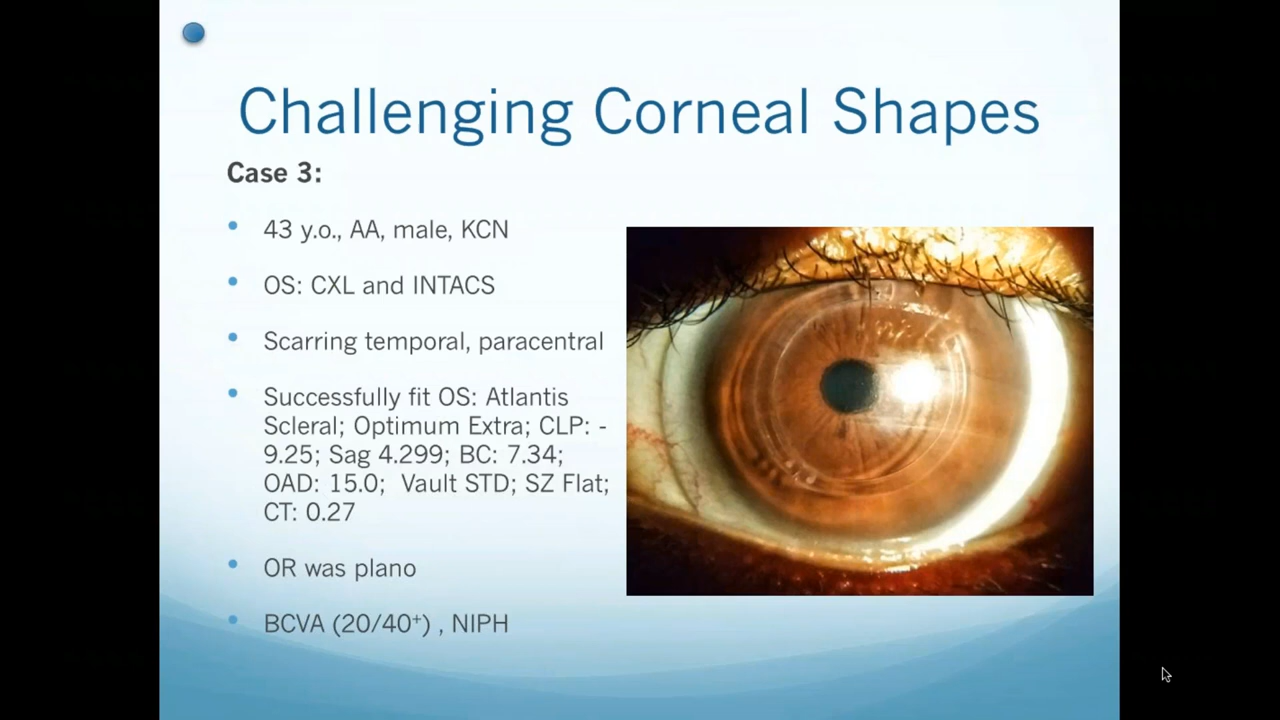 Challenging Corneal Shapes
Case 3:
• 43 y.o., AA, male, KCN
• OS: CXL and INTACS
• Scarring temporal, paracentral
• Successfully fit OS: Atlantis
Scleral; Optimum Extra; CLP: -
9.25; Sag 4.299; BC: 7.34;
OAD: 15.0;  Vault STD; SZ Flat;
CT: 0.27
• OR was plano
• BCVA (20/40⁺) , NIPH